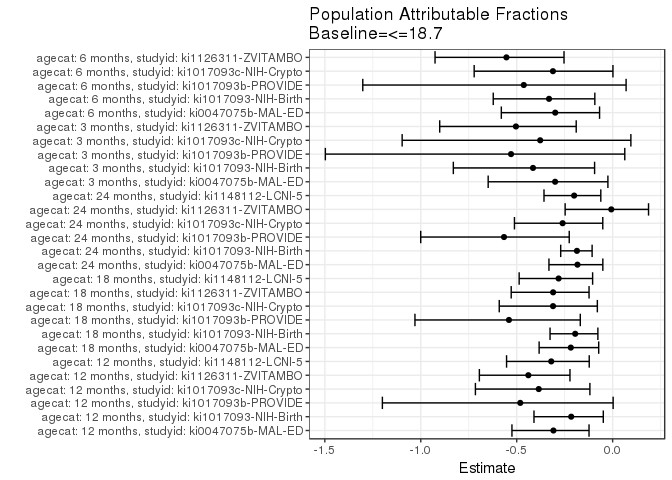 Population Attributable Fractions
Baseline=<=18.7
agecat: 6 months, studyid: ki1126311-ZVITAMBO
agecat: 6 months, studyid: ki1017093c-NIH-Crypto
agecat: 6 months, studyid: ki1017093b-PROVIDE
agecat: 6 months, studyid: ki1017093-NIH-Birth
agecat: 6 months, studyid: ki0047075b-MAL-ED
agecat: 3 months, studyid: ki1126311-ZVITAMBO
agecat: 3 months, studyid: ki1017093c-NIH-Crypto
agecat: 3 months, studyid: ki1017093b-PROVIDE
agecat: 3 months, studyid: ki1017093-NIH-Birth
agecat: 3 months, studyid: ki0047075b-MAL-ED
agecat: 24 months, studyid: ki1148112-LCNI-5
agecat: 24 months, studyid: ki1126311-ZVITAMBO
agecat: 24 months, studyid: ki1017093c-NIH-Crypto
agecat: 24 months, studyid: ki1017093b-PROVIDE
agecat: 24 months, studyid: ki1017093-NIH-Birth
agecat: 24 months, studyid: ki0047075b-MAL-ED
agecat: 18 months, studyid: ki1148112-LCNI-5
agecat: 18 months, studyid: ki1126311-ZVITAMBO
agecat: 18 months, studyid: ki1017093c-NIH-Crypto
agecat: 18 months, studyid: ki1017093b-PROVIDE
agecat: 18 months, studyid: ki1017093-NIH-Birth
agecat: 18 months, studyid: ki0047075b-MAL-ED
agecat: 12 months, studyid: ki1148112-LCNI-5
agecat: 12 months, studyid: ki1126311-ZVITAMBO
agecat: 12 months, studyid: ki1017093c-NIH-Crypto
agecat: 12 months, studyid: ki1017093b-PROVIDE
agecat: 12 months, studyid: ki1017093-NIH-Birth
agecat: 12 months, studyid: ki0047075b-MAL-ED
-1.5 -1.0 -0.5 0.0
Estimate